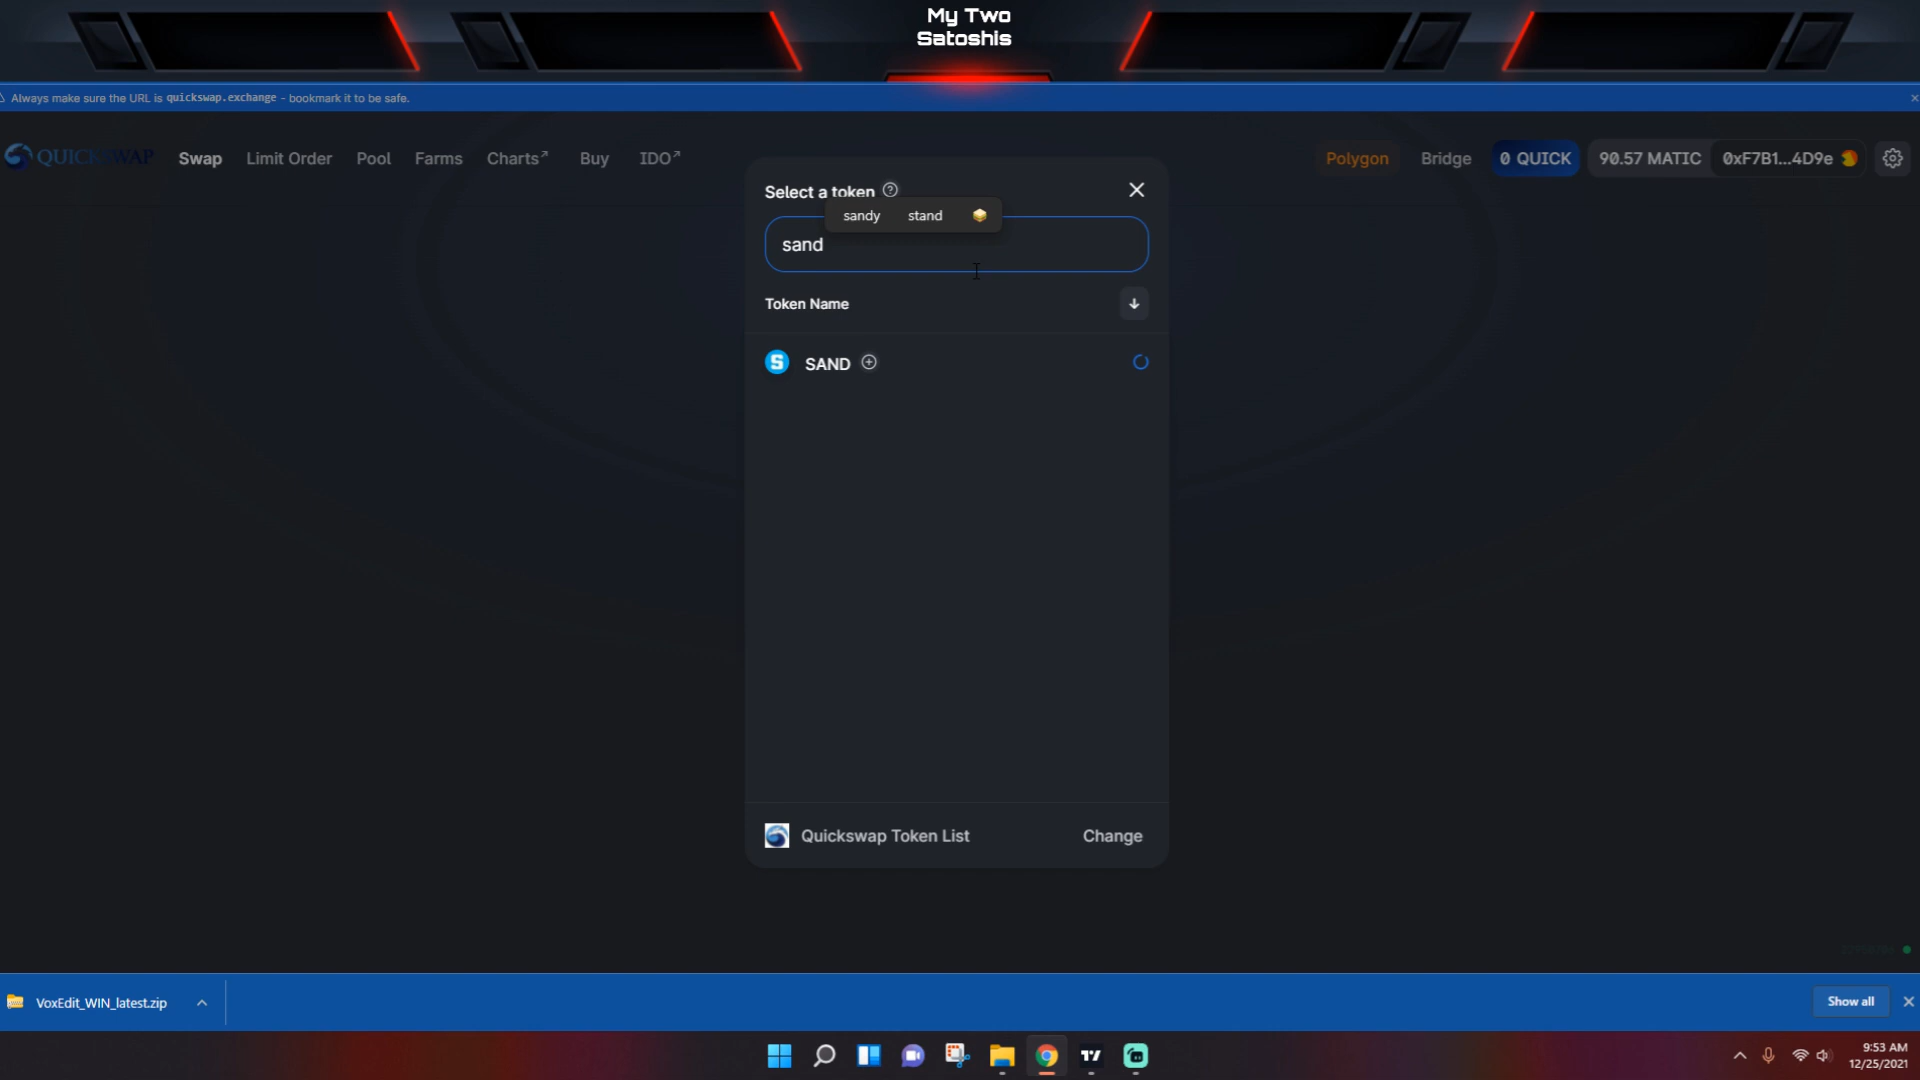 My Two
Satoshis
Always make sure the URL is quickswap.exchange - bookmark it to be safe.
QUICKSWAP
Swap
Limit Order
Pool
Farms
Charts↗
Buy
IDO↗
Polygon
Bridge
0 QUICK
90.57 MATIC
0xF7B1...4D9e
Select a token
sandy
stand
sand
Token Name
SAND
Quickswap Token List
Change
VoxEdit_WIN_latest.zip
Show all
9:53 AM
12/25/2021